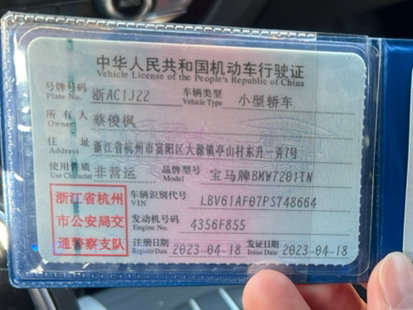 中华人民共和国机动车行驶证
Vehicle License of the People's Republic of China
号牌号码 浙AC1J22 车辆类型 小型轿车
Plate No. Vehicle Type
所有人 蔡俊枫
Owner
住址 浙江省杭州市富阳区大源镇亭山村东升一弄7号
Address
使用性质 非营运 品牌型号 宝马牌BMW7201TN
Use Character Model
浙江省杭州
市公安局交
通警察支队
车辆识别代号 LBV61AF07PS748664
VIN
发动机号码 4356F855
Engine No.
注册日期 2023-04-18 发证日期 2023-04-18
Register Date Issue Date